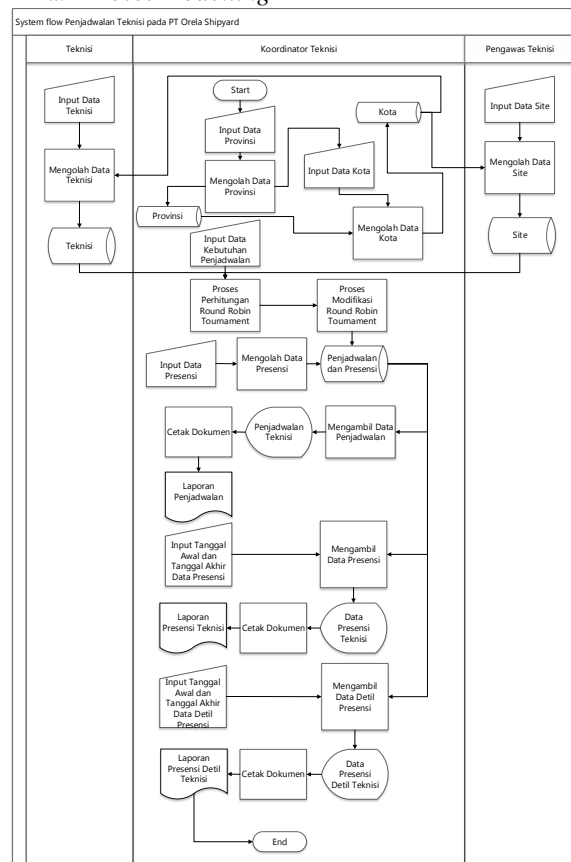 System flow Penjadwalan Teknisi pada PT Orela Shipyard
Teknisi
Koordinator Teknisi
Pengawas Teknisi
Input Data
Teknisi
Start
Kota
Input Data Site
Input Data
Provinsi
Input Data Kota
Mengolah Data
Teknisi
Mengolah Data
Provinsi
Mengolah Data
Site
Provinsi
Mengolah Data
Kota
Teknisi
Input Data
Kebutuhan
Penjadwalan
Site
Proses
Perhitungan
Round Robin
Tournament
Proses
Modifikasi
Round Robin
Tournament
Input Data
Presensi
Mengolah Data
Presensi
Penjadwalan
dan Presensi
Cetak Dokumen
Penjadwalan
Teknisi
Mengambil Data
Penjadwalan
Laporan
Penjadwalan
Input Tanggal
Awal dan
Tanggal Akhir
Data Presensi
Mengambil
Data Presensi
Laporan
Presensi Teknisi
Cetak Dokumen
Data
Presensi
Teknisi
Input Tanggal
Awal dan
Tanggal Akhir
Data Detil
Presensi
Mengambil
Data Detil
Presensi
Laporan
Presensi Detil
Teknisi
Cetak Dokumen
Data
Presensi
Detil Teknisi
End